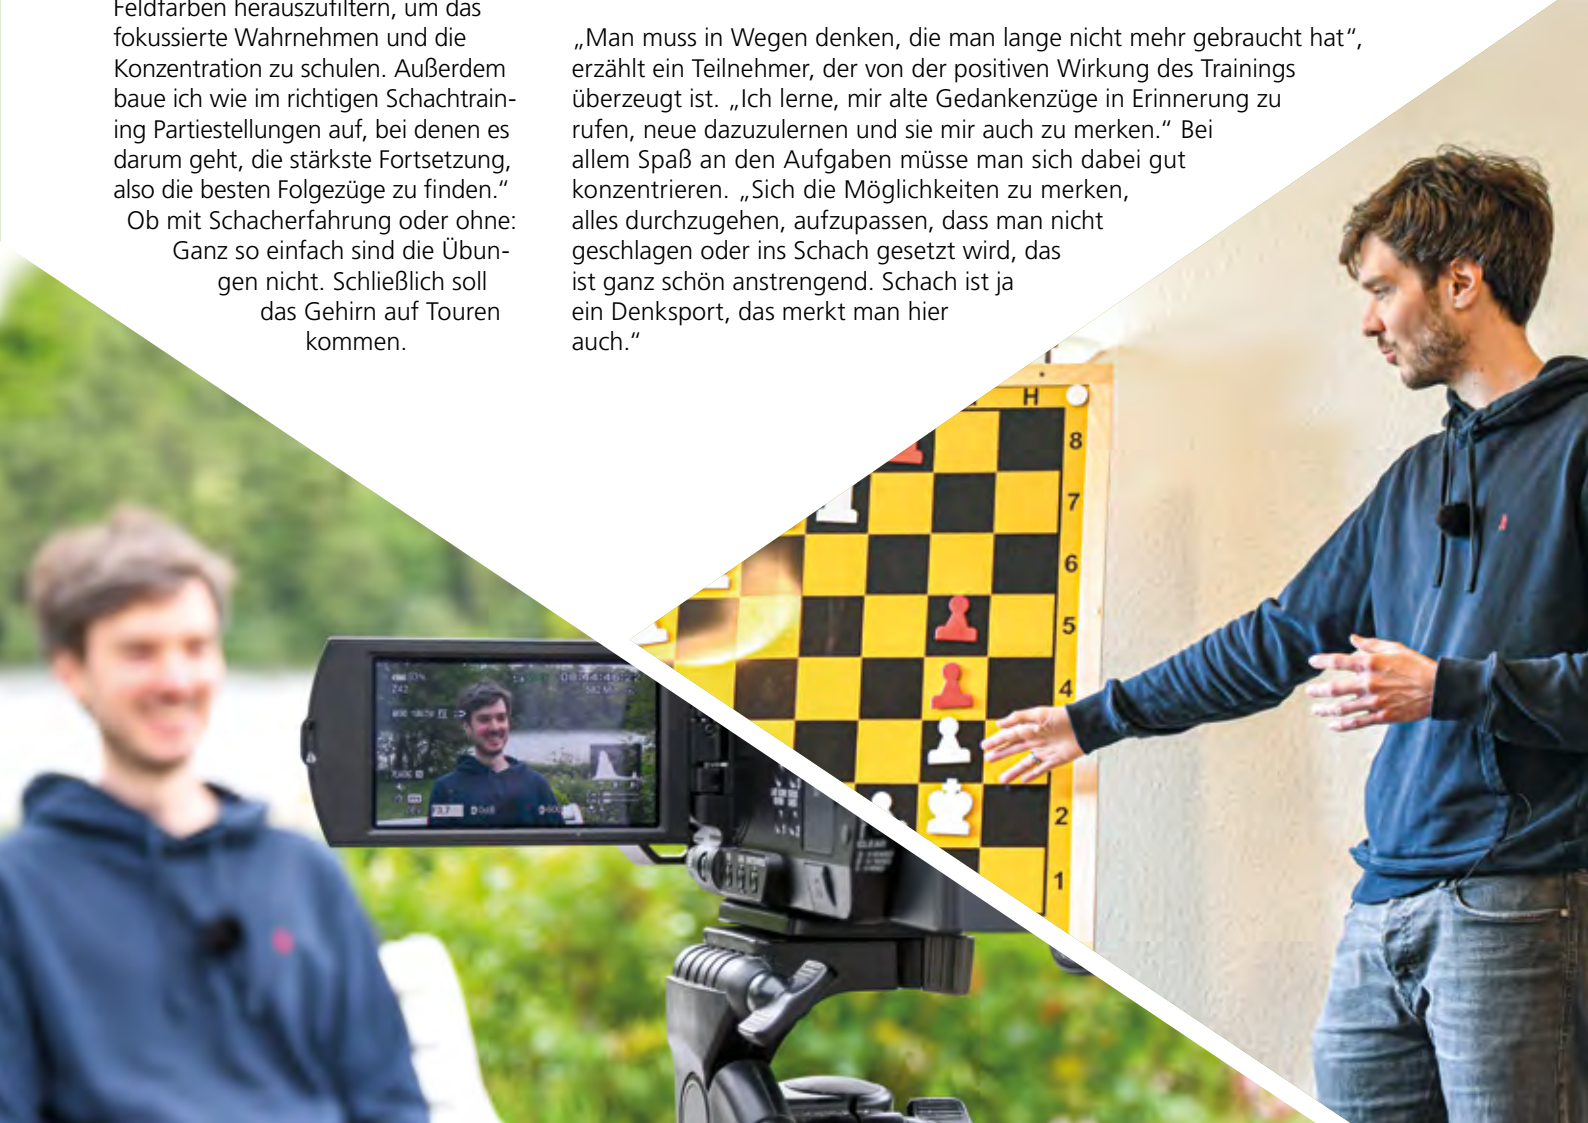 Feldfarben herauszufiltern, um das
fokussierte Wahrnehmen und die
Konzentration zu schulen. Außerdem
baue ich wie im richtigen Schachtrain-
ing Partiestellungen auf, bei denen es
darum geht, die stärkste Fortsetzung,
also die besten Folgezüge zu finden.“
Ob mit Schacherfahrung oder ohne:
Ganz so einfach sind die Übun-
gen nicht. Schließlich soll
das Gehirn auf Touren
kommen.
„Man muss in Wegen denken, die man lange nicht mehr gebraucht hat“,
erzählt ein Teilnehmer, der von der positiven Wirkung des Trainings
überzeugt ist. „Ich lerne, mir alte Gedankenzüge in Erinnerung zu
rufen, neue dazuzulernen und sie mir auch zu merken.“ Bei
allem Spaß an den Aufgaben müsse man sich dabei gut
konzentrieren. „Sich die Möglichkeiten zu merken,
alles durchzugehen, aufzupassen, dass man nicht
geschlagen oder ins Schach gesetzt wird, das
ist ganz schön anstrengend. Schach ist ja
ein Denksport, das merkt man hier
auch.“
H
8
7
6
5
4
2
1